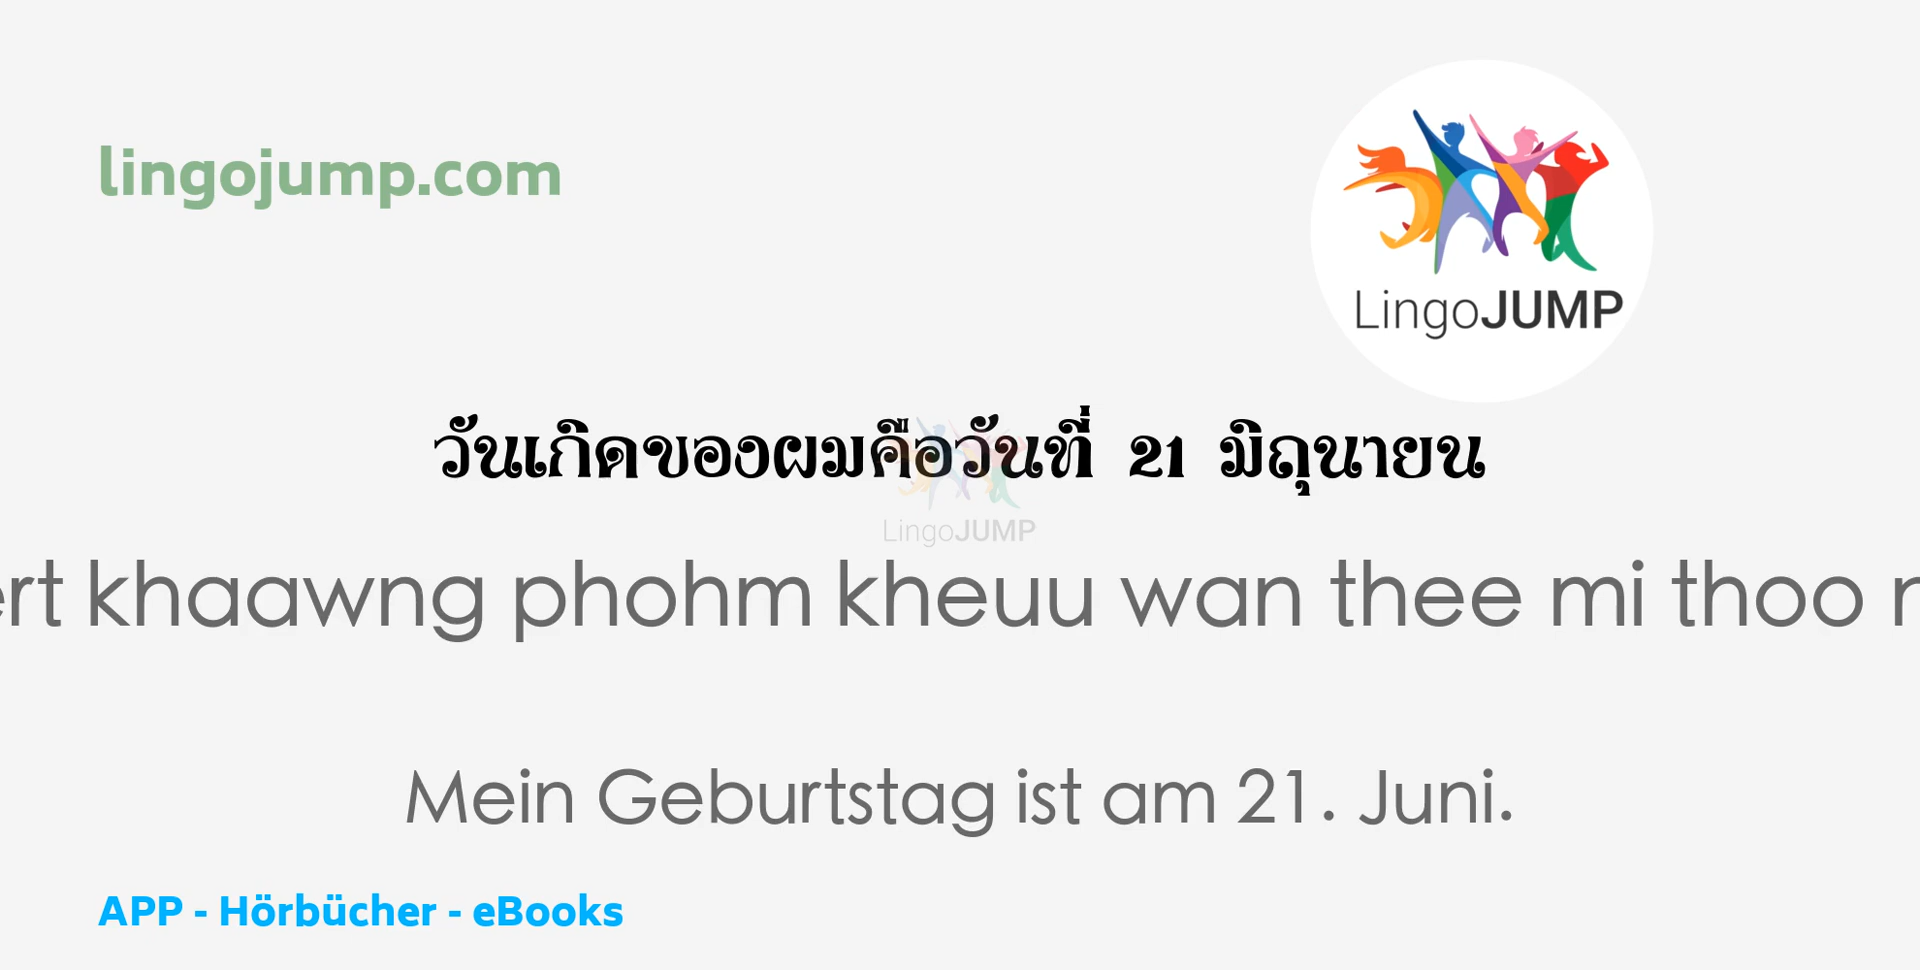 lingojump.com
LingoJUMP
วันเกิดของผมคือวันที่ 21 มิถุนายน
LingoJUMP
rt khaawng phohm kheuu wan thee mi thoo
Mein Geburtstag ist am 21. Juni.
APP - Hörbücher - eBooks